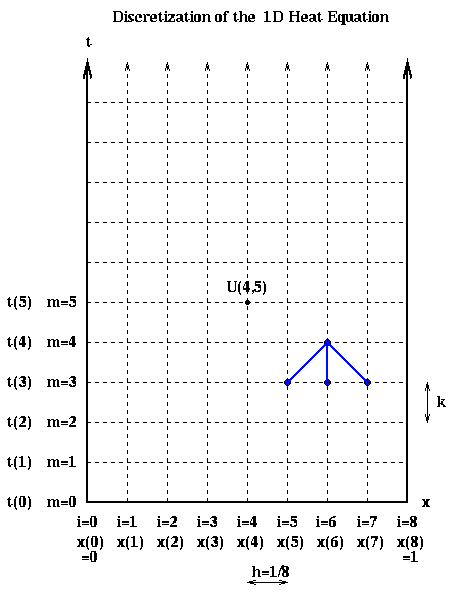 Discretization of the 1D Heat Equation
t
U(4,5)
t(5) m=5
t(4) m=4
t(3) m=3
k
t(2) m=2
t(1) m=1
t(0) m=0 x
i=0 i=1 i=2 i=3 i=4 i=5 i=6 i=7 i=8
x(0) x(1) x(2) x(3) x(4) x(5) x(6) x(7) x(8)
=0 =1
h=1/8